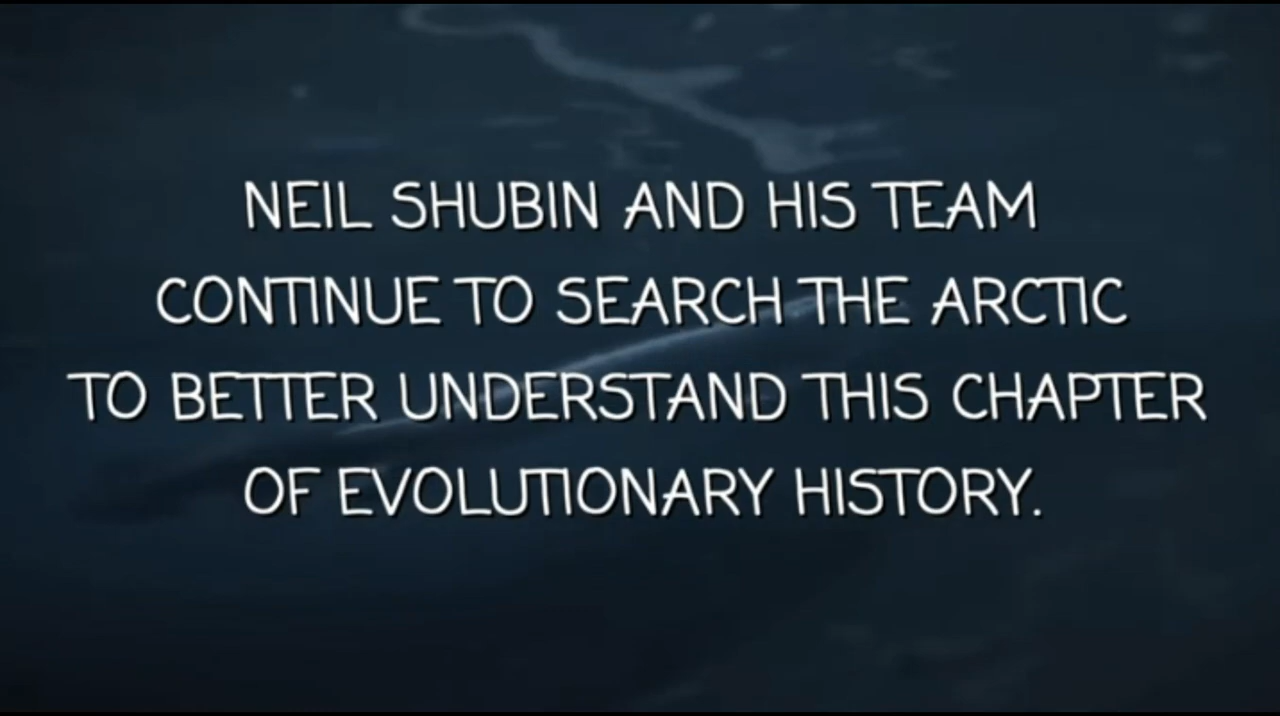 NEIL SHUBIN AND HIS TEAM
CONTINUE TO SEARCH THE ARCTIC
TO BETTER UNDERSTAND THIS CHAPTER
OF EVOLUTIONARY HISTORY.